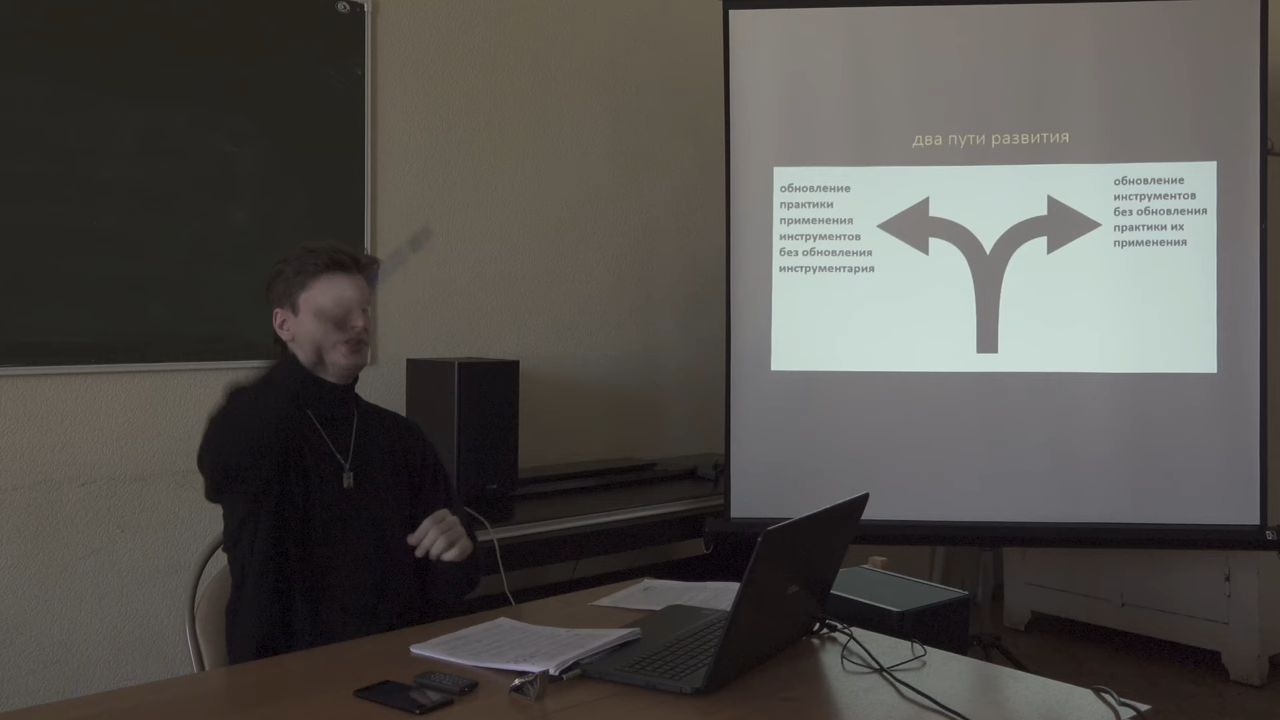 два пути развития
обновление
практики
применения
инструментов
без обновления
инструментария
обновление
инструментов
без обновления
практики их
применения